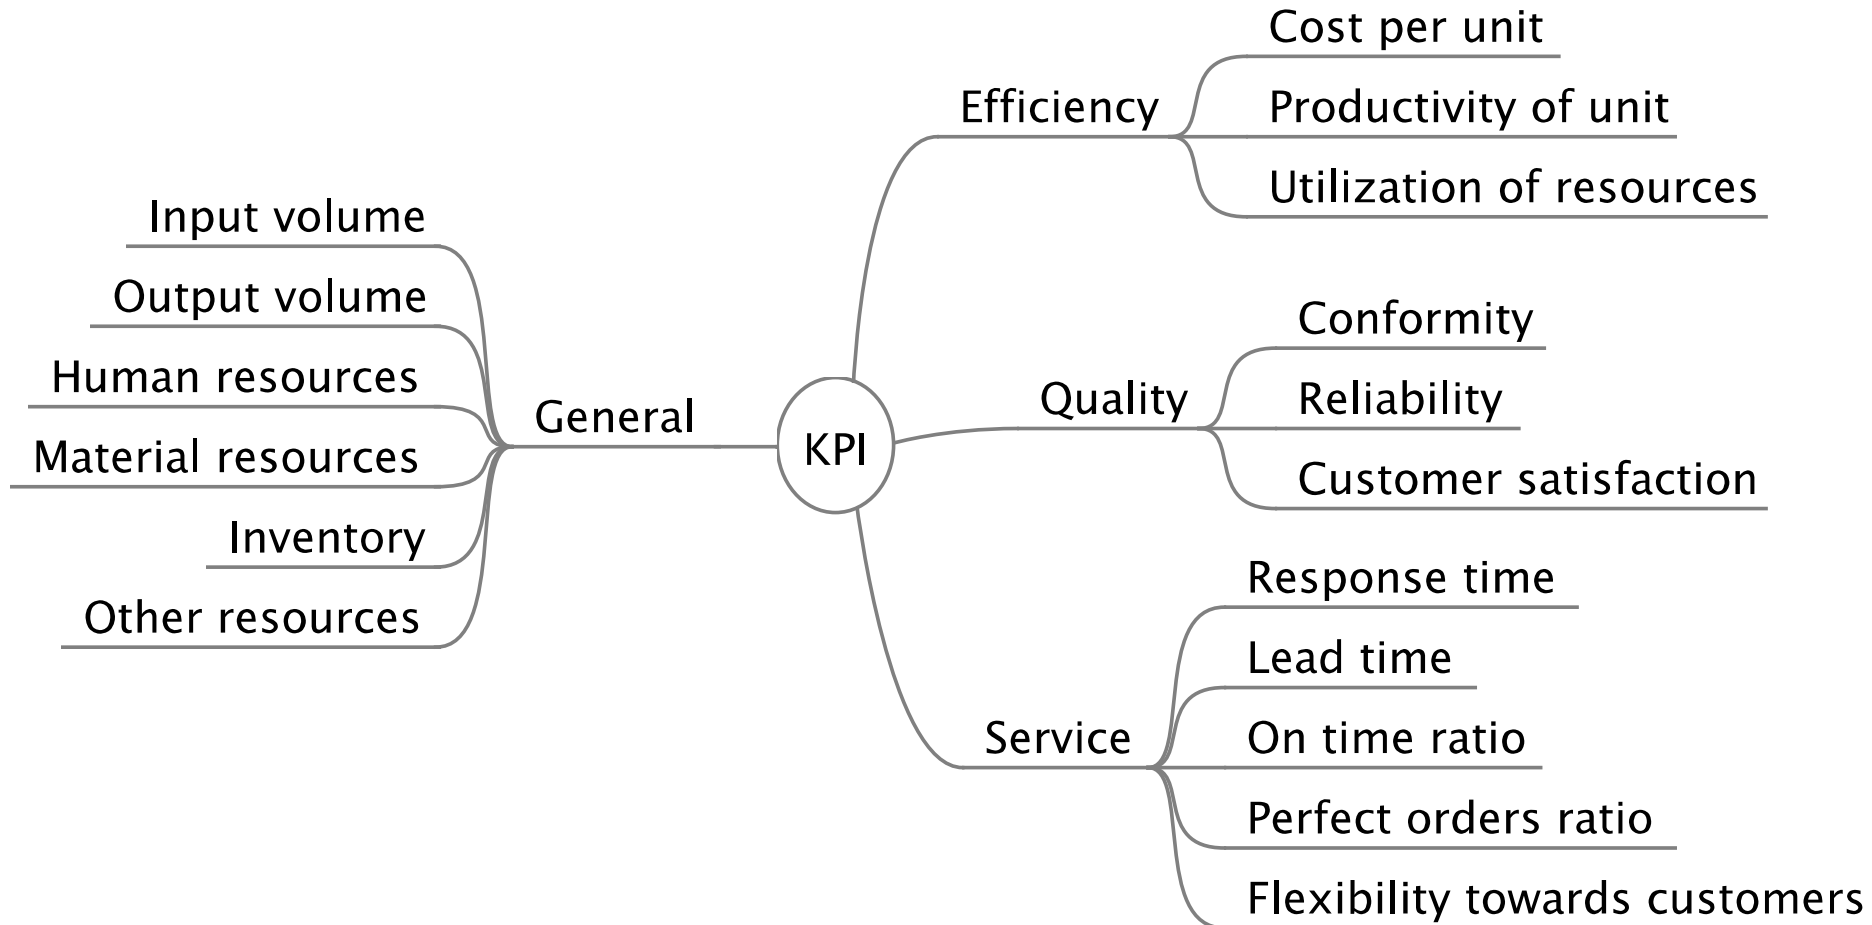 KPI
General
Input volume
Output volume
Human resources
Material resources
Inventory
Other resources
Efficiency
Cost per unit
Productivity of unit
Utilization of resources
Quality
Conformity
Reliability
Customer satisfaction
Service
Response time
Lead time
On time ratio
Perfect orders ratio
Flexibility towards customers